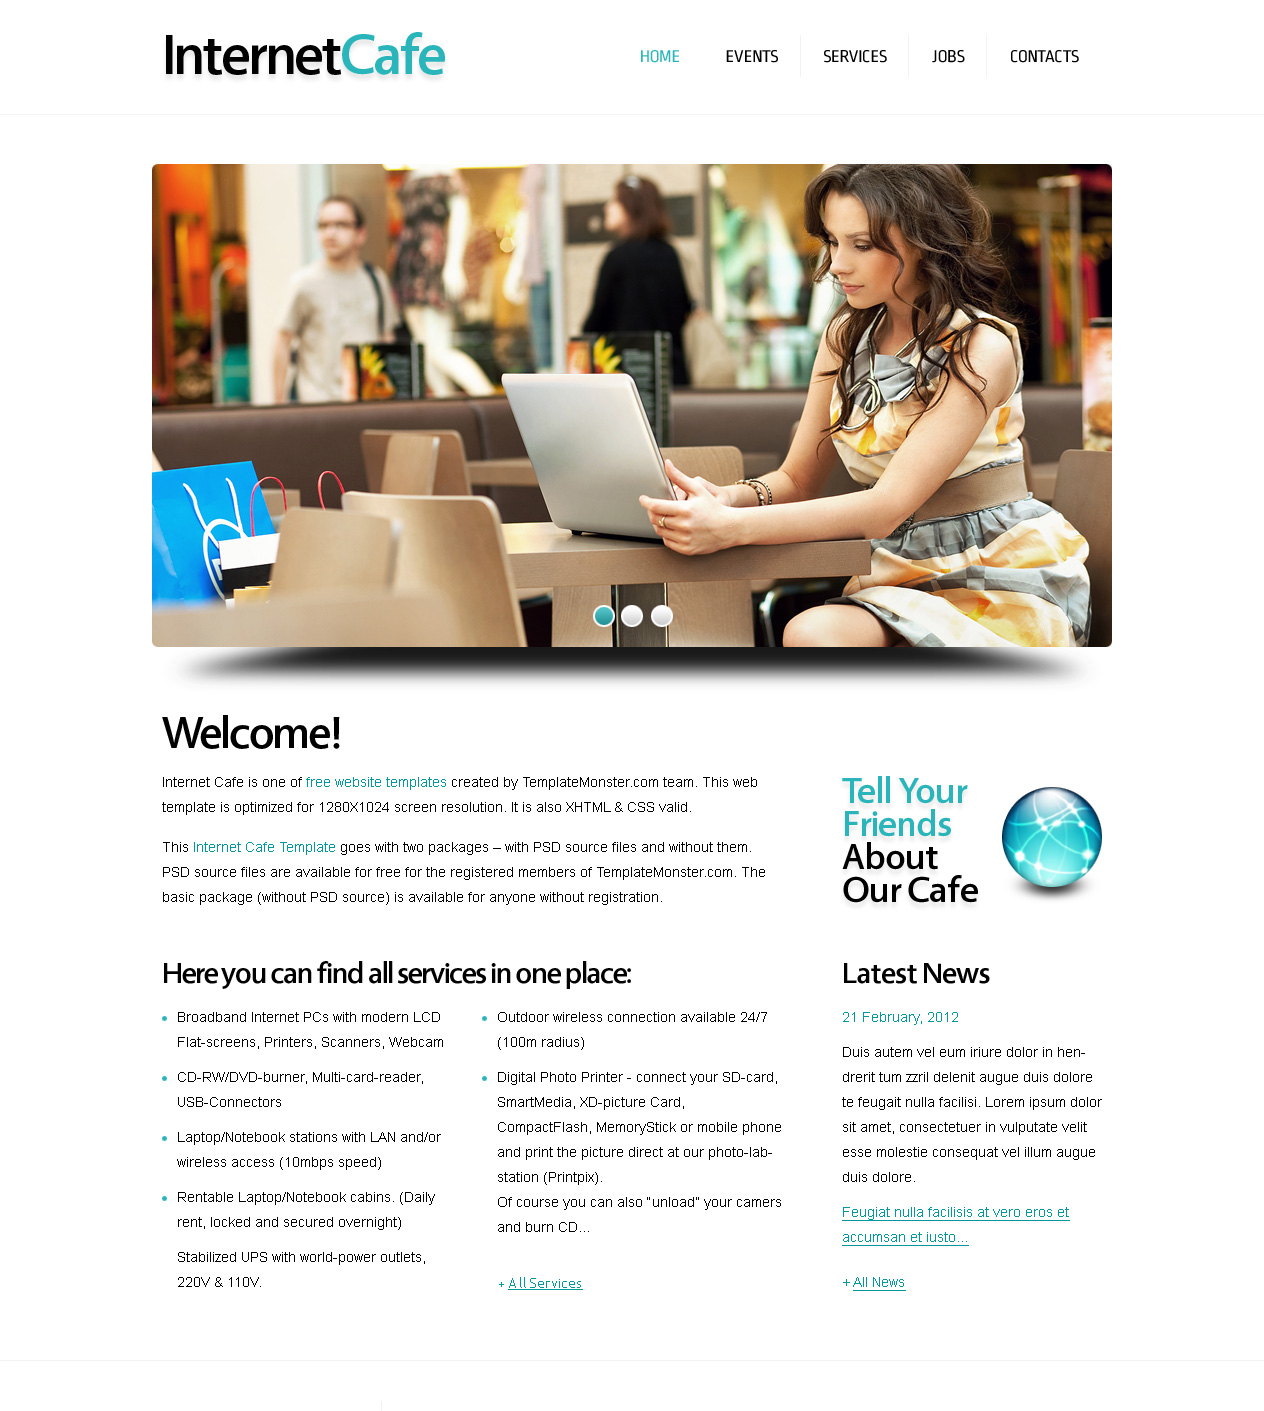 InternetCafe
HOME EVENTS SERVICES JOBS CONTACTS
Welcome!
Internet Cafe is one of free website templates created by TemplateMonster.com team. This web
template is optimized for 1280X1024 screen resolution. It is also XHTML & CSS valid.
This Internet Cafe Template goes with two packages – with PSD source files and without them.
PSD source files are available for free for the registered members of TemplateMonster.com. The
basic package (without PSD source) is available for anyone without registration.
Tell Your
Friends
About
Our Cafe
Here you can find all services in one place:
Broadband Internet PCs with modern LCD
Flat-screens, Printers, Scanners, Webcam
CD-RW/DVD-burner, Multi-card-reader,
USB-Connectors
Laptop/Notebook stations with LAN and/or
wireless access (10mbps speed)
Rentable Laptop/Notebook cabins. (Daily
rent, locked and secured overnight)
Stabilized UPS with world-power outlets,
220V & 110V.
Outdoor wireless connection available 24/7
(100m radius)
Digital Photo Printer - connect your SD-card,
SmartMedia, XD-picture Card,
CompactFlash, MemoryStick or mobile phone
and print the picture direct at our photo-lab-
station (Printpix).
Of course you can also "unload" your camers
and burn CD...
+ All Services
Latest News
21 February, 2012
Duis autem vel eum iriure dolor in hen-
drerit tum zzril delenit augue duis dolore
te feugait nulla facilisi. Lorem ipsum dolor
sit amet, consectetuer in vulputate velit
esse molestie consequat vel illum augue
duis dolore.
Feugiat nulla facilisis at vero eros et
accumsan et iusto...
+ All News